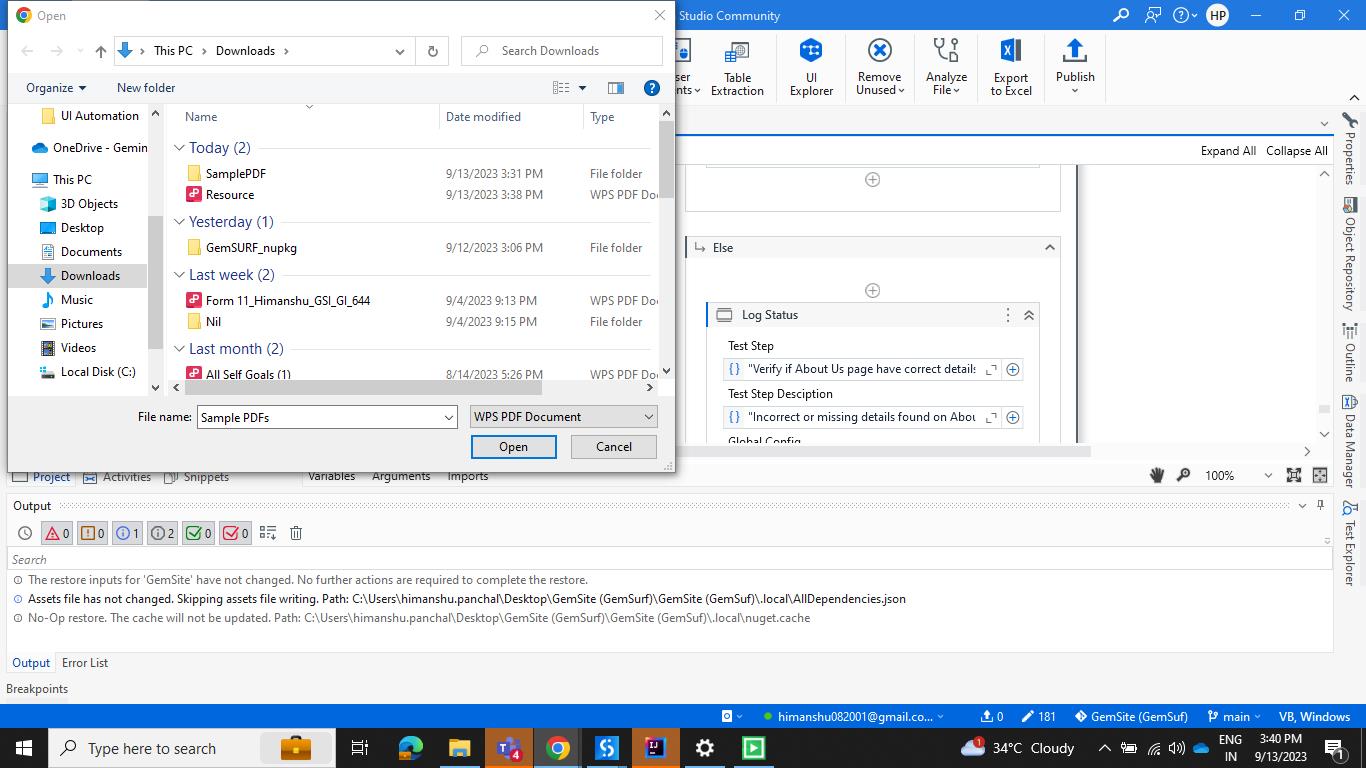 Open
Studio Community
HP
This PC
Downloads
Search Downloads
Table
Extraction
UI
Explorer
Remove
Unused
Analyze
File
Export
to Excel
Publish
Organize
New folder
UI Automation
OneDrive - Gemin
This PC
3D Objects
Desktop
Documents
Downloads
Music
Pictures
Videos
Local Disk (C:)
Name
Date modified
Type
Today (2)
SamplePDF 9/13/2023 3:31 PM File folder
Resource 9/13/2023 3:38 PM WPS PDF Do
Yesterday (1)
GemSURF_nupkg 9/12/2023 3:06 PM File folder
Last week (2)
Form 11_Himanshu_GSI_GI_644 9/4/2023 9:13 PM WPS PDF Do
Nil 9/4/2023 9:15 PM File folder
Last month (2)
All Self Goals (1) 8/14/2023 5:26 PM WPS PDF Do
File name: Sample PDFs
WPS PDF Document
Open
Cancel
Expand All Collapse All
Else
Log Status
Test Step
"Verify if About Us page have correct details
Test Step Desciption
"Incorrect or missing details found on Abou
Global Config
Properties
Object Repository
Outline
Data Manager
Test Explorer
Project
Activities
Snippets
Variables
Arguments
Imports
100%
Output
0
0
1
2
0
0
Search
The restore inputs for 'GemSite' have not changed. No further actions are required to complete the restore.
Assets file has not changed. Skipping assets file writing. Path: C:\Users\himanshu.panchal\Desktop\GemSite (GemSurf)\GemSite (GemSuf)\.local\AllDependencies.json
No-Op restore. The cache will not be updated. Path: C:\Users\himanshu.panchal\Desktop\GemSite (GemSurf)\GemSite (GemSuf)\.local\nuget.cache
Output
Error List
Breakpoints
himanshu082001@gmail.co...
0
181
GemSite (GemSuf)
main
VB, Windows
Type here to search
4
1
34°C Cloudy
ENG
IN
3:40 PM
9/13/2023
1